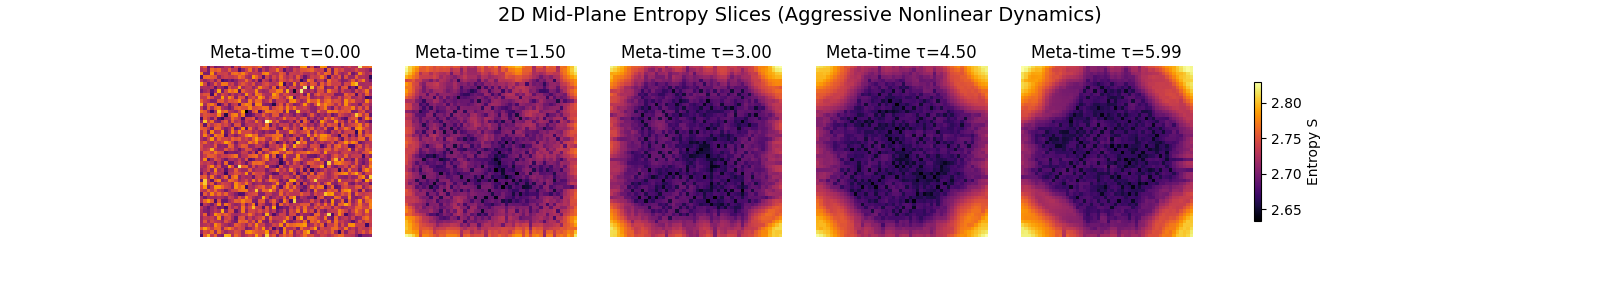 2D Mid-Plane Entropy Slices (Aggressive Nonlinear Dynamics)
Meta-time τ=0.00
Meta-time τ=1.50
Meta-time τ=3.00
Meta-time τ=4.50
Meta-time τ=5.99
2.80
2.75
2.70
2.65
Entropy S